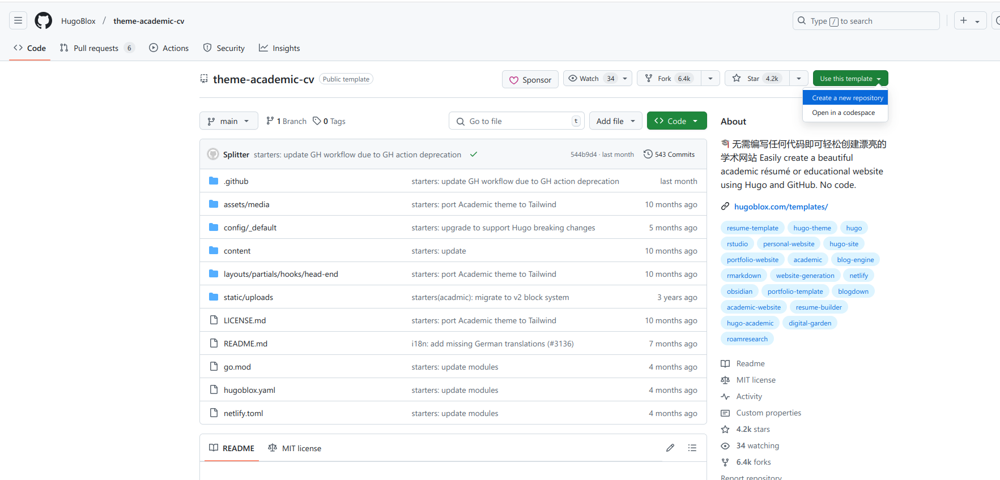 HugoBlox / theme-academic-cv
Type / to search
Code
Pull requests 6
Actions
Security
Insights
theme-academic-cv Public template
Sponsor
Watch 34
Fork 6.4k
Star 4.2k
Use this template
Create a new repository
Open in a codespace
main
1 Branch
0 Tags
Go to file t
Add file
Code
Splitter starters: update GH workflow due to GH action deprecation
544b9d4 · last month
543 Commits
.github starters: update GH workflow due to GH action deprecation last month
assets/media starters: port Academic theme to Tailwind 10 months ago
config/_default starters: upgrade to support Hugo breaking changes 5 months ago
content starters: update 10 months ago
layouts/partials/hooks/head-end starters: port Academic theme to Tailwind 10 months ago
static/uploads starters(acadmic): migrate to v2 block system 3 years ago
LICENSE.md starters: port Academic theme to Tailwind 10 months ago
README.md i18n: add missing German translations (#3136) 7 months ago
go.mod starters: update modules 4 months ago
hugoblox.yaml starters: update modules 4 months ago
netlify.toml starters: update modules 4 months ago
README
MIT license
About
无需编写任何代码即可轻松创建漂亮的
学术网站 Easily create a beautiful
academic résumé or educational website
using Hugo and GitHub. No code.
hugoblox.com/templates/
resume-template hugo-theme hugo
rstudio personal-website hugo-site
portfolio-website academic blog-engine
rmarkdown website-generation netlify
obsidian portfolio-template blogdown
academic-website resume-builder
hugo-academic digital-garden
roamresearch
Readme
MIT license
Activity
Custom properties
4.2k stars
34 watching
6.4k forks
Report repository